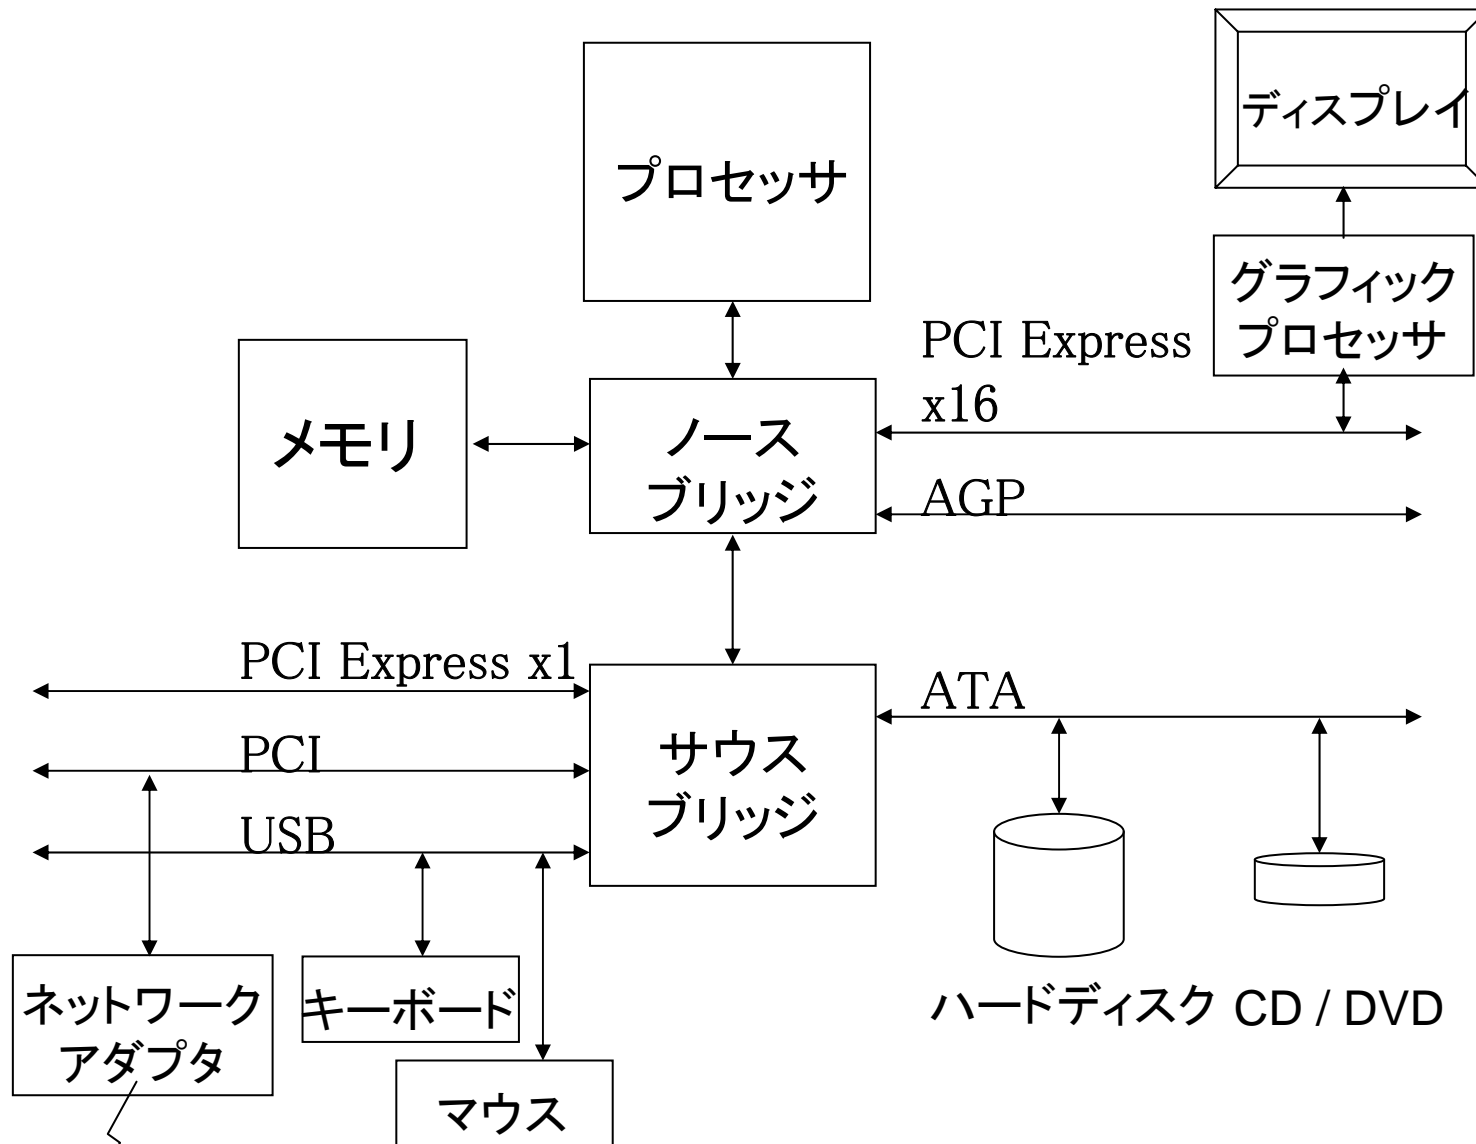 ディスプレイ
プロセッサ
グラフィック
プロセッサ
PCI Express
x16
メモリ
ノース
ブリッジ
AGP
PCI Express x1
ATA
PCI
サウス
ブリッジ
USB
ネットワーク
アダプタ
キーボード
ハードディスク CD / DVD
マウス